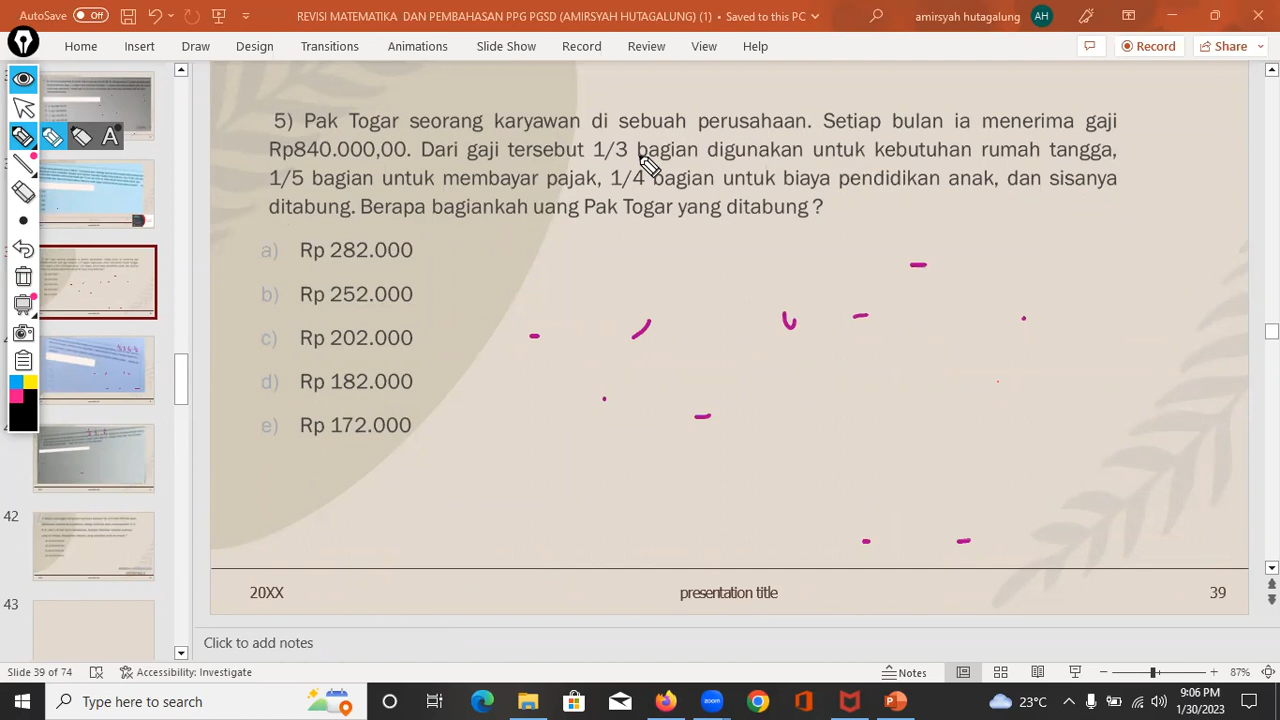 AutoSave Off REVISI MATEMATIKA DAN PEMBAHASAN PPG PGSD (AMIRSYAH HUTAGALUNG) (1) • Saved to this PC amirsyah hutagalung AH
Home Insert Draw Design Transitions Animations Slide Show Record Review View Help Record Share
5) Pak Togar seorang karyawan di sebuah perusahaan. Setiap bulan ia menerima gaji
Rp840.000,00. Dari gaji tersebut 1/3 bagian digunakan untuk kebutuhan rumah tangga,
1/5 bagian untuk membayar pajak, 1/4 bagian untuk biaya pendidikan anak, dan sisanya
ditabung. Berapa bagiankah uang Pak Togar yang ditabung ?
a) Rp 282.000
b) Rp 252.000
c) Rp 202.000
d) Rp 182.000
e) Rp 172.000
20XX presentation title 39
42
43
Click to add notes
Slide 39 of 74 Accessibility: Investigate Notes 87%
Type here to search 23°C 9:06 PM
1/30/2023